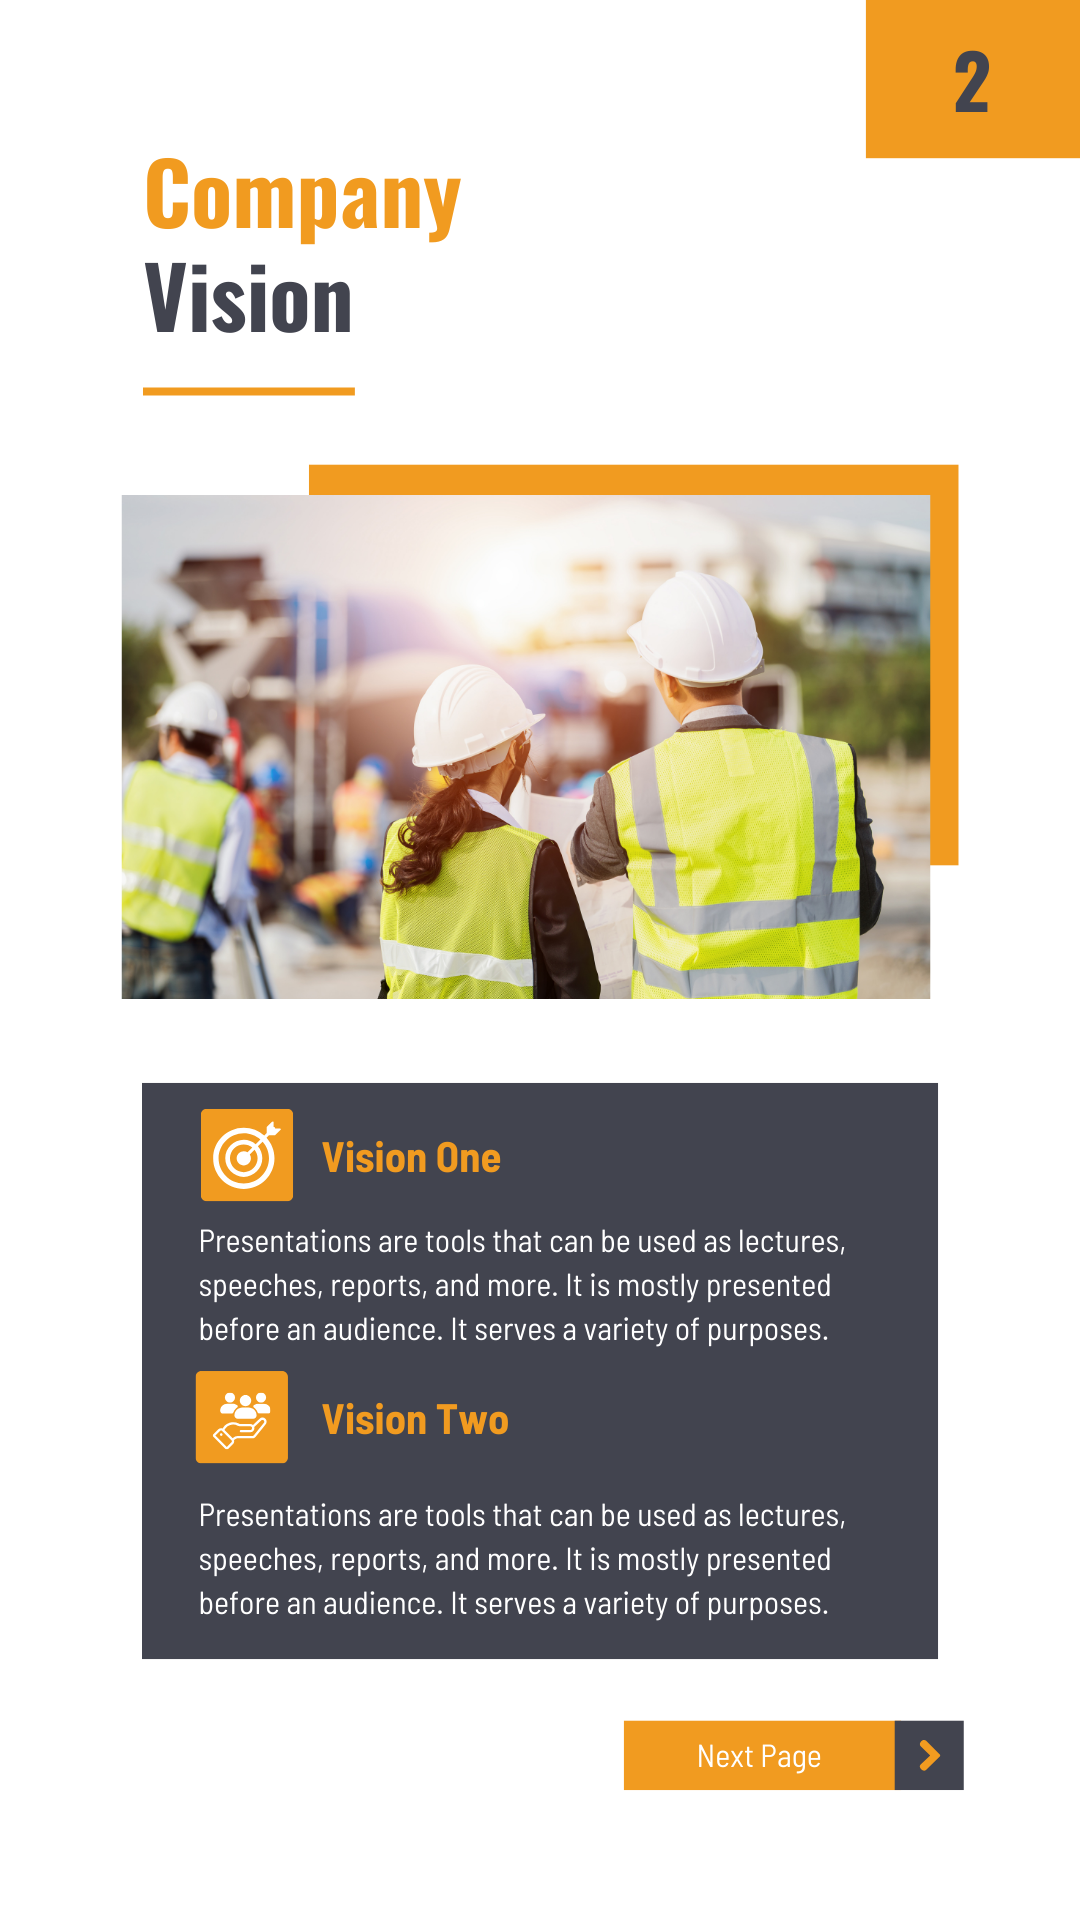 2
Company
Vision
Vision One
Presentations are tools that can be used as lectures,
speeches, reports, and more. It is mostly presented
before an audience. It serves a variety of purposes.
Vision Two
Presentations are tools that can be used as lectures,
speeches, reports, and more. It is mostly presented
before an audience. It serves a variety of purposes.
Next Page